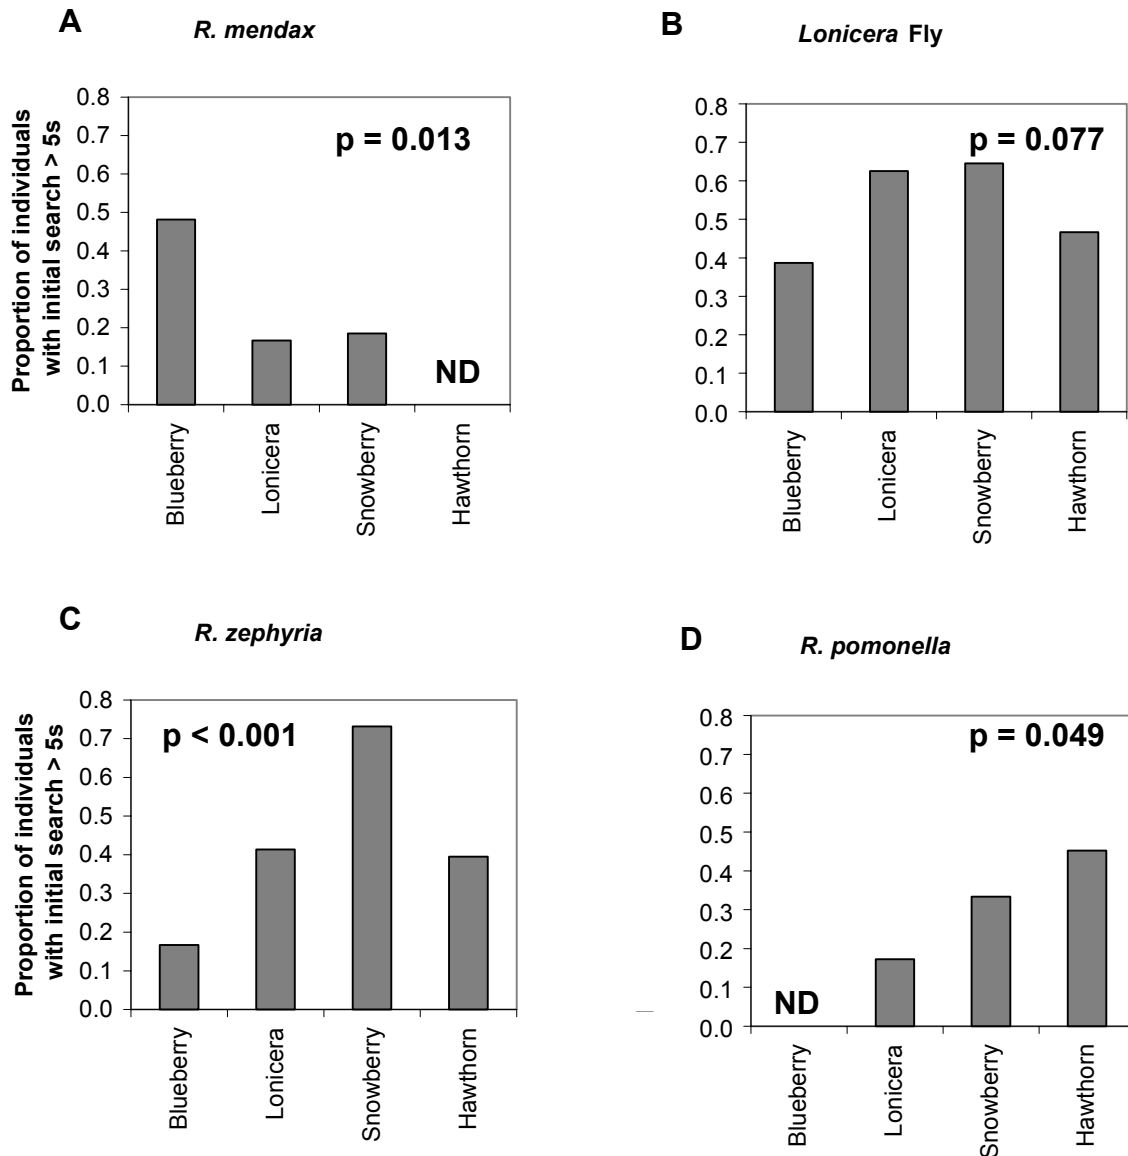 A
R. mendax
Proportion of individuals
with initial search > 5s
0.8
0.7
0.6
0.5
0.4
0.3
0.2
0.1
0.0
p = 0.013
ND
Blueberry
Lonicera
Snowberry
Hawthorn
B
Lonicera Fly
0.8
0.7
0.6
0.5
0.4
0.3
0.2
0.1
0.0
p = 0.077
Blueberry
Lonicera
Snowberry
Hawthorn
C
R. zephyria
Proportion of individuals
with initial search > 5s
0.8
0.7
0.6
0.5
0.4
0.3
0.2
0.1
0.0
p < 0.001
Blueberry
Lonicera
Snowberry
Hawthorn
D
R. pomonella
0.8
0.7
0.6
0.5
0.4
0.3
0.2
0.1
0.0
p = 0.049
ND
Blueberry
Lonicera
Snowberry
Hawthorn